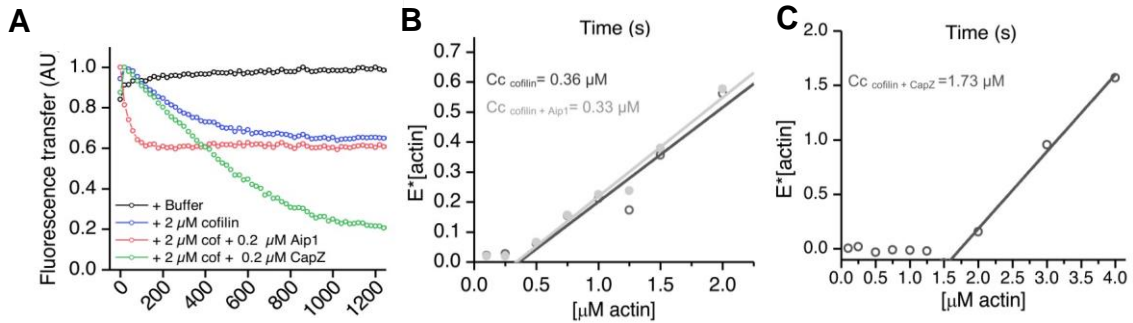 A
Fluorescence transfer (AU)
1.0
0.8
0.6
0.4
0.2
0.0
+ Buffer
+ 2 µM cofilin
+ 2 µM cof + 0.2 µM Aip1
+ 2 µM cof + 0.2 µM CapZ
0
200
400
600
800
1000
1200
B
Time (s)
E*[actin]
0.7
0.6
0.5
0.4
0.3
0.2
0.1
0.0
Cc cofilin= 0.36 µM
Cc cofilin + Aip1= 0.33 µM
0.0
0.5
1.0
1.5
2.0
[µM actin]
C
Time (s)
E*[actin]
2.0
1.5
1.0
0.5
0.0
Cc cofilin + CapZ =1.73 µM
0.0
0.5
1.0
1.5
2.0
2.5
3.0
3.5
4.0
[µM actin]